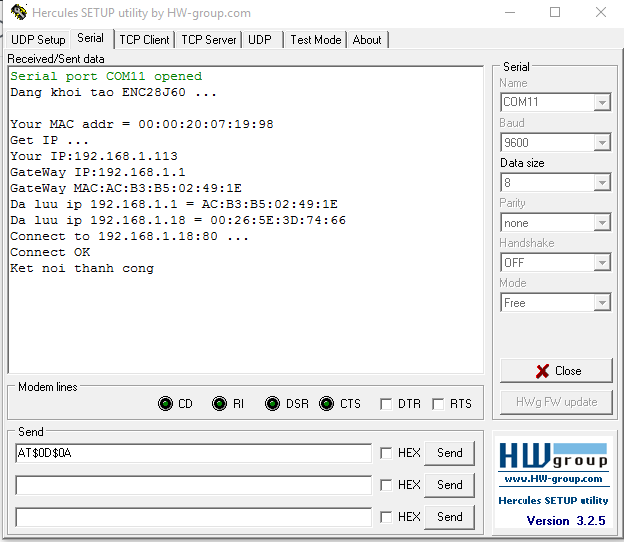 Hercules SETUP utility by HW-group.com
UDP Setup Serial TCP Client TCP Server UDP Test Mode About
Received/Sent data
Serial port COM11 opened
Dang khoi tao ENC28J60 ...
Your MAC addr = 00:00:20:07:19:98
Get IP ...
Your IP:192.168.1.113
GateWay IP:192.168.1.1
GateWay MAC:AC:B3:B5:02:49:1E
Da luu ip 192.168.1.1 = AC:B3:B5:02:49:1E
Da luu ip 192.168.1.18 = 00:26:5E:3D:74:66
Connect to 192.168.1.18:80 ...
Connect OK
Ket noi thanh cong
Serial
Name
COM11
Baud
9600
Data size
8
Parity
none
Handshake
OFF
Mode
Free
Close
HWg FW update
Modem lines
CD RI DSR CTS DTR RTS
Send
AT$0D$0A HEX Send
HEX Send
HEX Send
HW group
www.HW-group.com
Hercules SETUP utility
Version 3.2.5